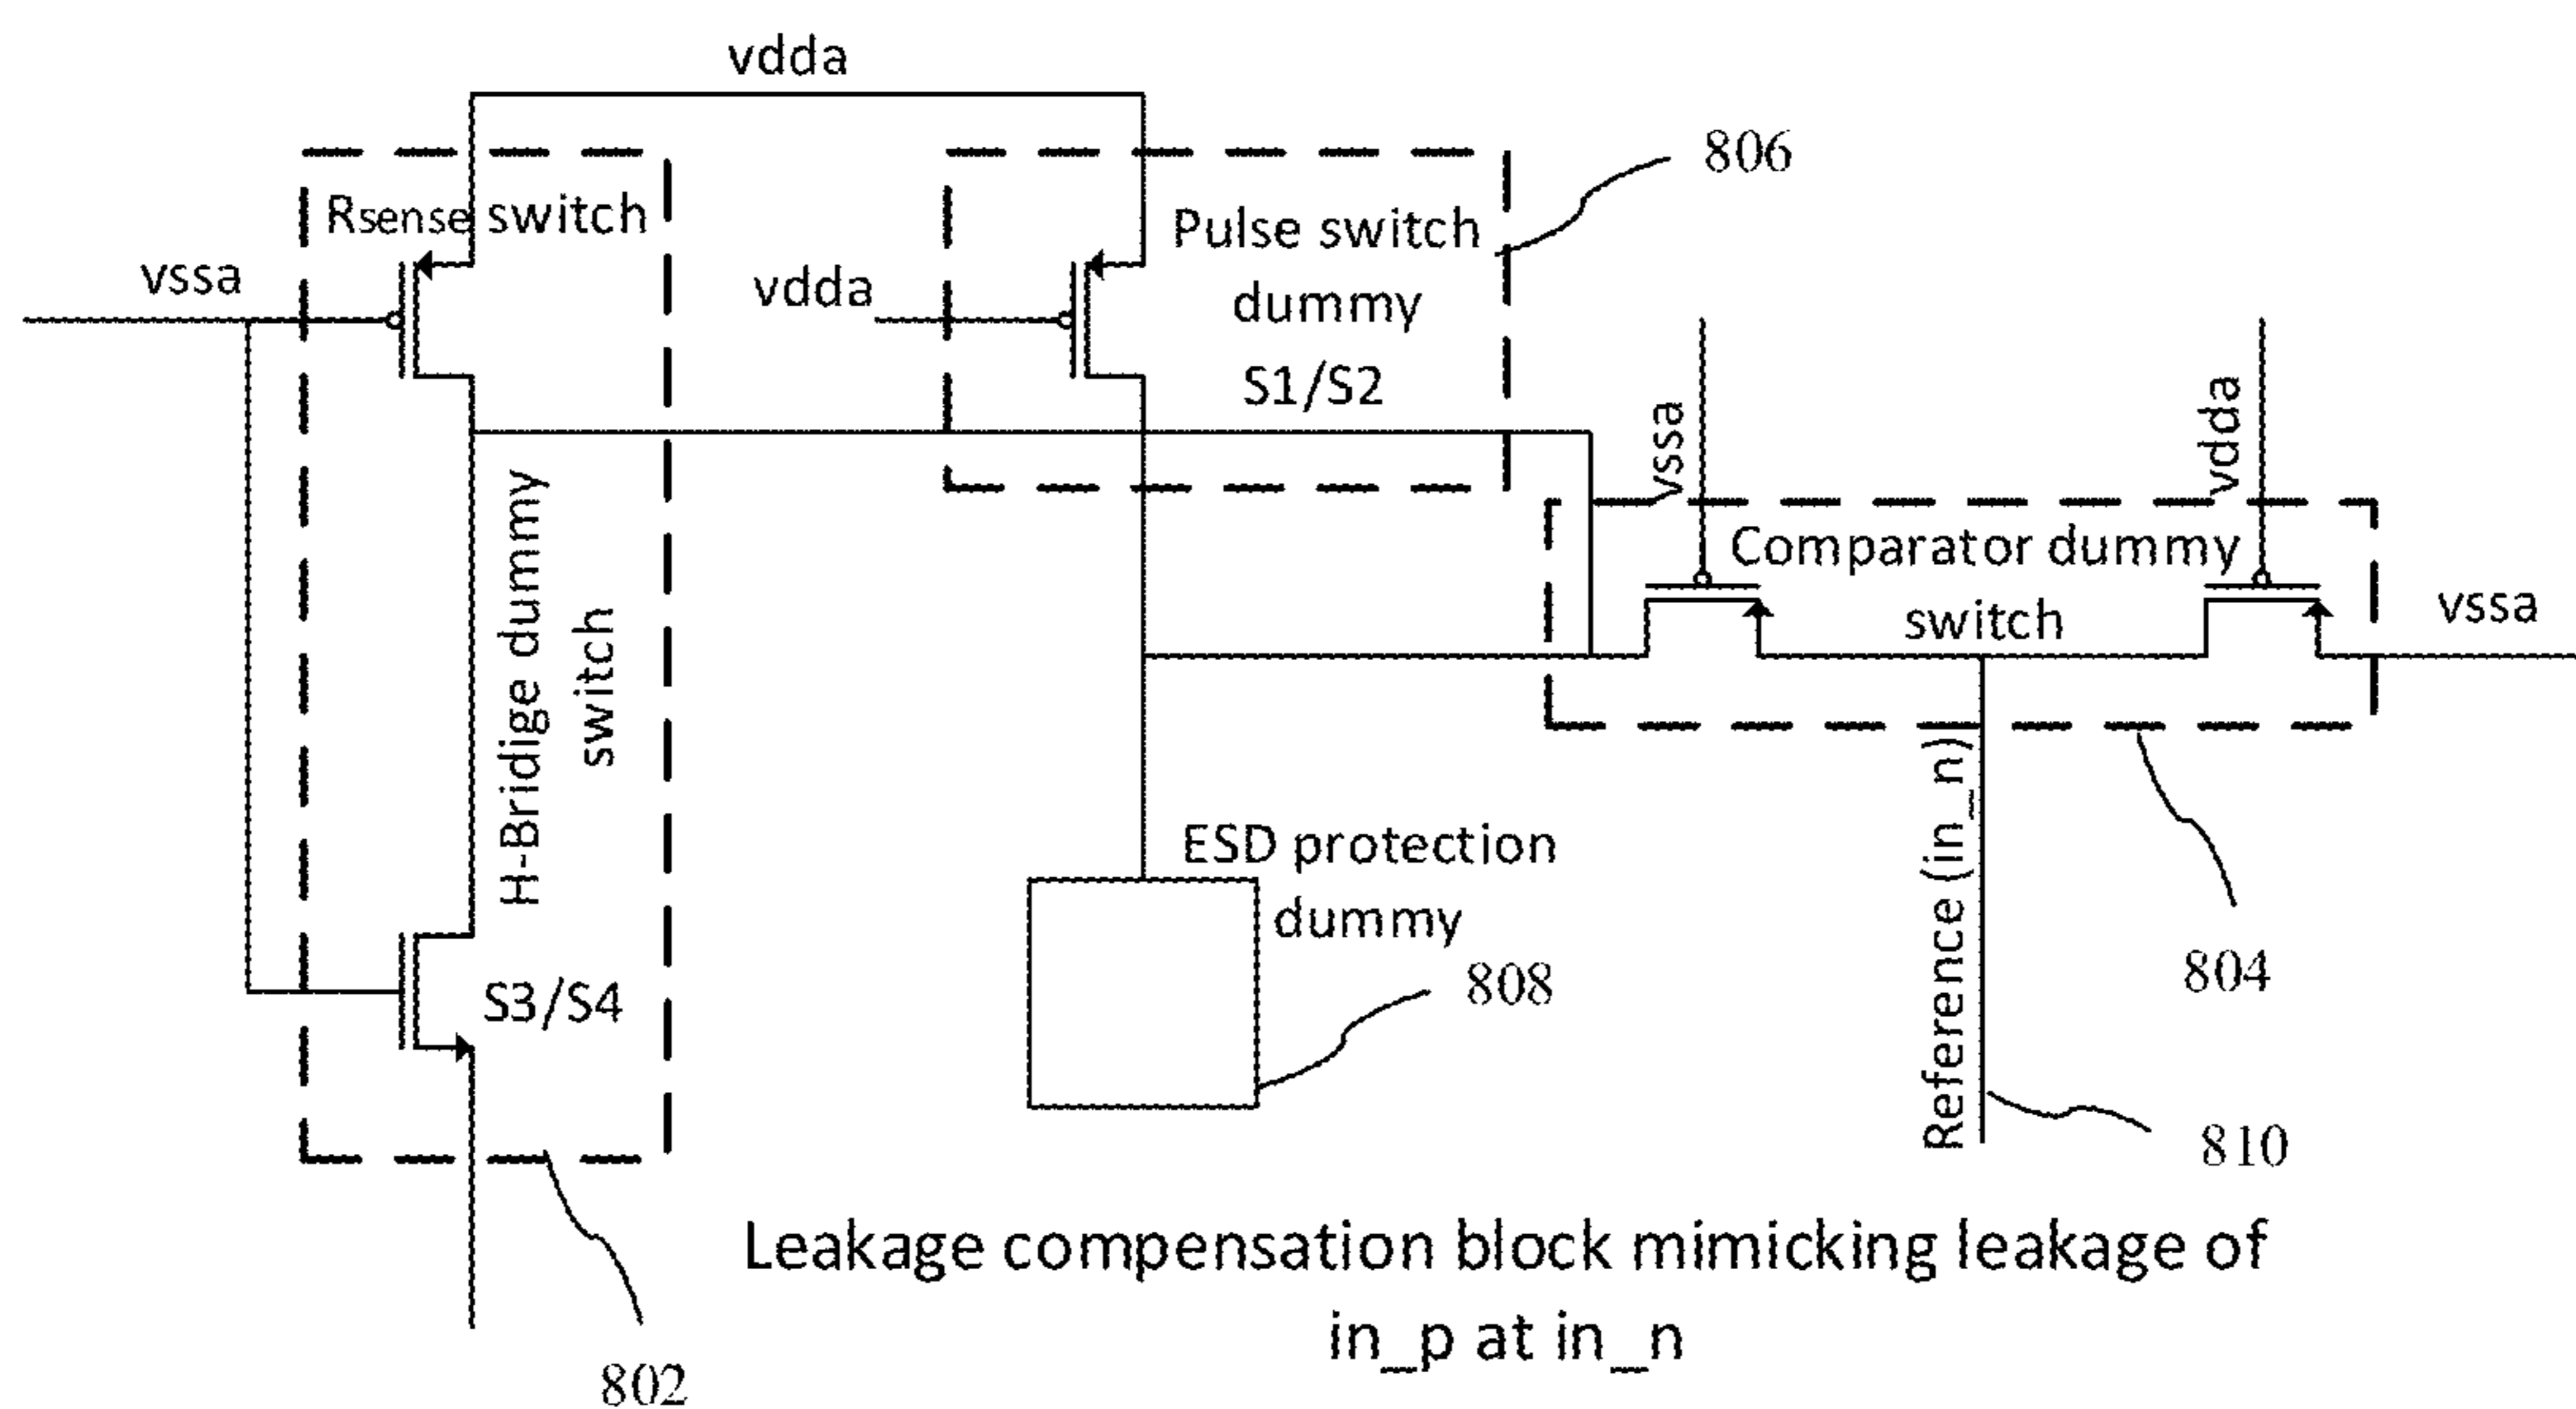 vdda
806
Rsense switch
Pulse switch
dummy
S1/S2
vssa
vdda
vssa
vdda
Comparator dummy
switch
vssa
H-Bridige dummy
switch
S3/S4
ESD protection
dummy
808
Reference (in_n)
804
810
Leakage compensation block mimicking leakage of
in_p at in_n
802